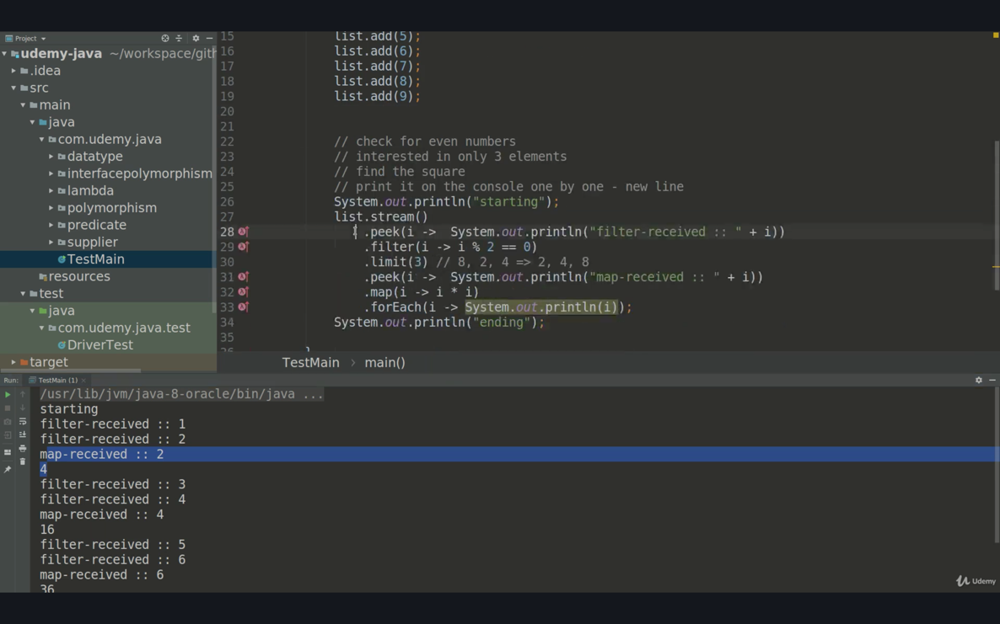 Project
udemy-java ~/workspace/gith
.idea
src
main
java
com.udemy.java
datatype
interfacepolymorphism
lambda
polymorphism
predicate
supplier
TestMain
resources
test
java
com.udemy.java.test
DriverTest
target
15 list.add(5);
16 list.add(6);
17 list.add(7);
18 list.add(8);
19 list.add(9);
20
21
22 // check for even numbers
23 // interested in only 3 elements
24 // find the square
25 // print it on the console one by one - new line
26 System.out.println("starting");
27 list.stream()
28 .peek(i -> System.out.println("filter-received :: " + i))
29 .filter(i -> i % 2 == 0)
30 .limit(3) // 8, 2, 4 => 2, 4, 8
31 .peek(i -> System.out.println("map-received :: " + i))
32 .map(i -> i * i)
33 .forEach(i -> System.out.println(i));
34 System.out.println("ending");
35
36 }
TestMain > main()
Run: TestMain (1) ×
/usr/lib/jvm/java-8-oracle/bin/java ...
starting
filter-received :: 1
filter-received :: 2
map-received :: 2
4
filter-received :: 3
filter-received :: 4
map-received :: 4
16
filter-received :: 5
filter-received :: 6
map-received :: 6
36
Udemy